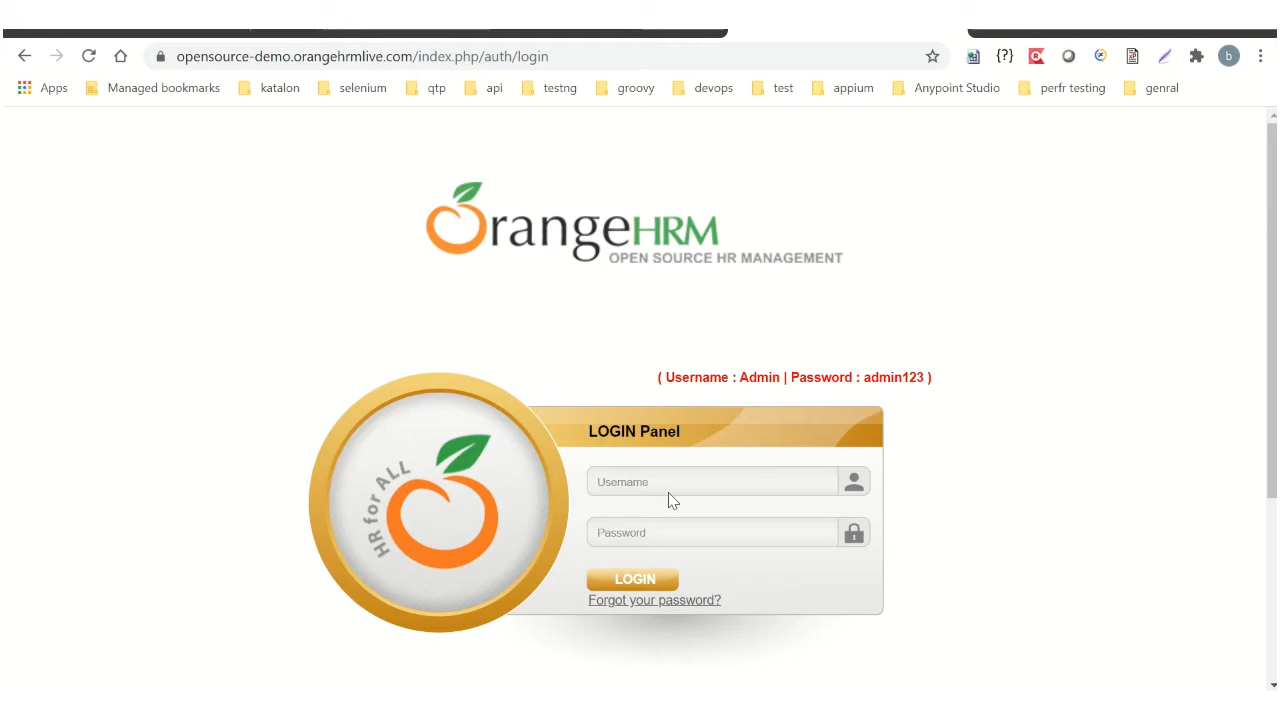 opensource-demo.orangehrmlive.com/index.php/auth/login
{?}
b
Apps Managed bookmarks katalon selenium qtp api testng groovy devops test appium Anypoint Studio perfr testing genral
OrangeHRM
OPEN SOURCE HR MANAGEMENT
( Username : Admin | Password : admin123 )
HR for ALL
LOGIN Panel
Username
Password
LOGIN
Forgot your password?